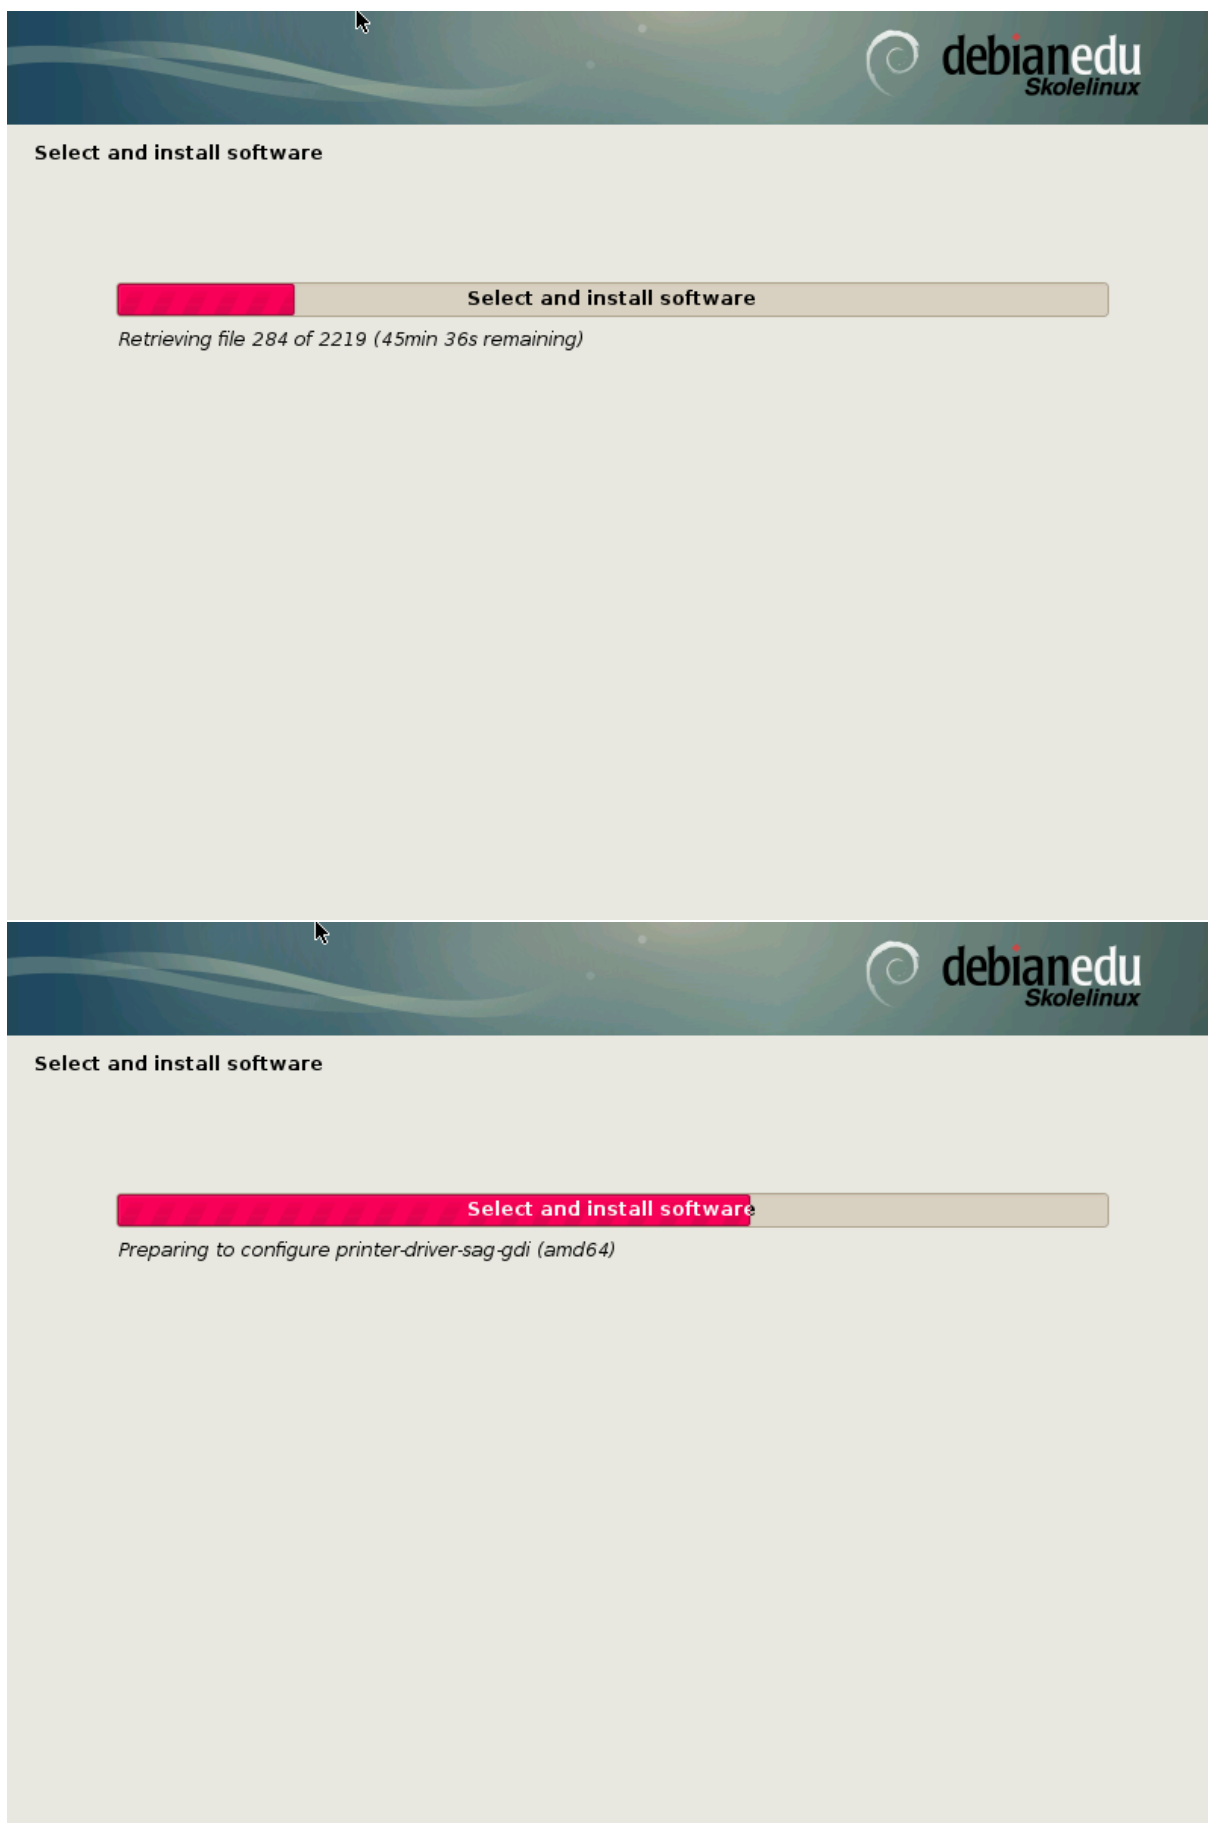 debianedu
Skolelinux
Select and install software
Select and install software
Retrieving file 284 of 2219 (45min 36s remaining)
debianedu
Skolelinux
Select and install software
Select and install software
Preparing to configure printer-driver-sag-gdi (amd64)